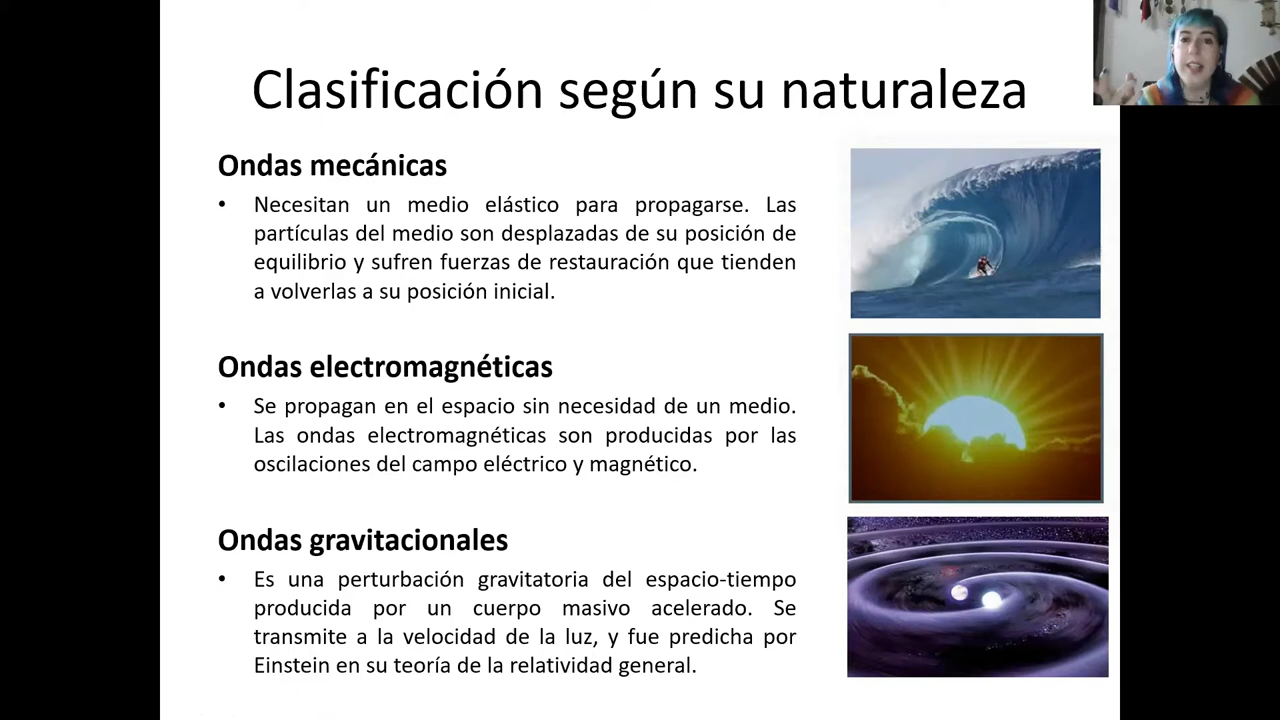 Clasificación según su naturaleza
Ondas mecánicas
• Necesitan un medio elástico para propagarse. Las
partículas del medio son desplazadas de su posición de
equilibrio y sufren fuerzas de restauración que tienden
a volverlas a su posición inicial.
Ondas electromagnéticas
• Se propagan en el espacio sin necesidad de un medio.
Las ondas electromagnéticas son producidas por las
oscilaciones del campo eléctrico y magnético.
Ondas gravitacionales
• Es una perturbación gravitatoria del espacio-tiempo
producida por un cuerpo masivo acelerado. Se
transmite a la velocidad de la luz, y fue predicha por
Einstein en su teoría de la relatividad general.